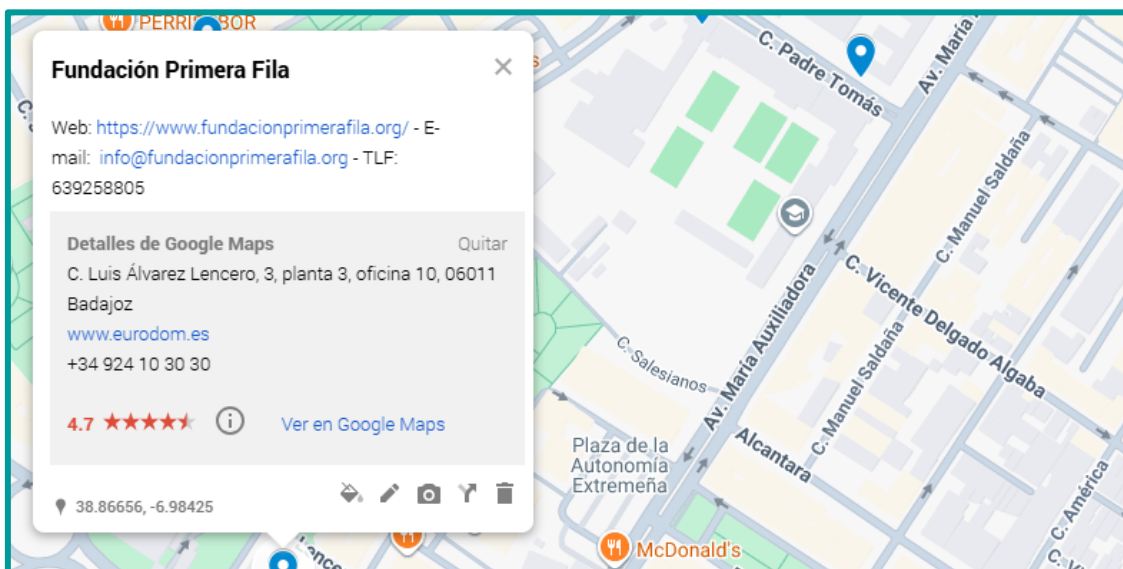 PERRI
BOR
Fundación Primera Fila
Web: https://www.fundacionprimerafila.org/ - E-
mail: info@fundacionprimerafila.org - TLF:
639258805
Detalles de Google Maps
Quitar
C. Luis Álvarez Lencero, 3, planta 3, oficina 10, 06011
Badajoz
www.eurodom.es
+34 924 10 30 30
4.7
Ver en Google Maps
38.86656, -6.98425
C. Padre Tomás
Av. María
C. Manuel Saldaña
C. Vicente Delgado Algaba
Av. María Auxiliadora
C. Salesianos
C. Manuel Saldaña
Alcantara
Plaza de la
Autonomía
Extremeña
C. América
McDonald's
Lence
C. Vi